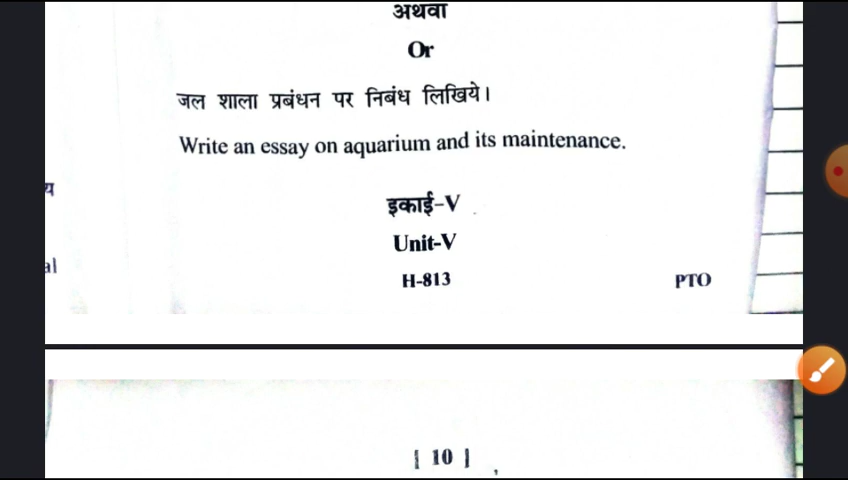 अथवा
Or
जल शाला प्रबंधन पर निबंध लिखिये।
Write an essay on aquarium and its maintenance.
य
इकाई-V
Unit-V
al
H-813 PTO
[ 10 ]